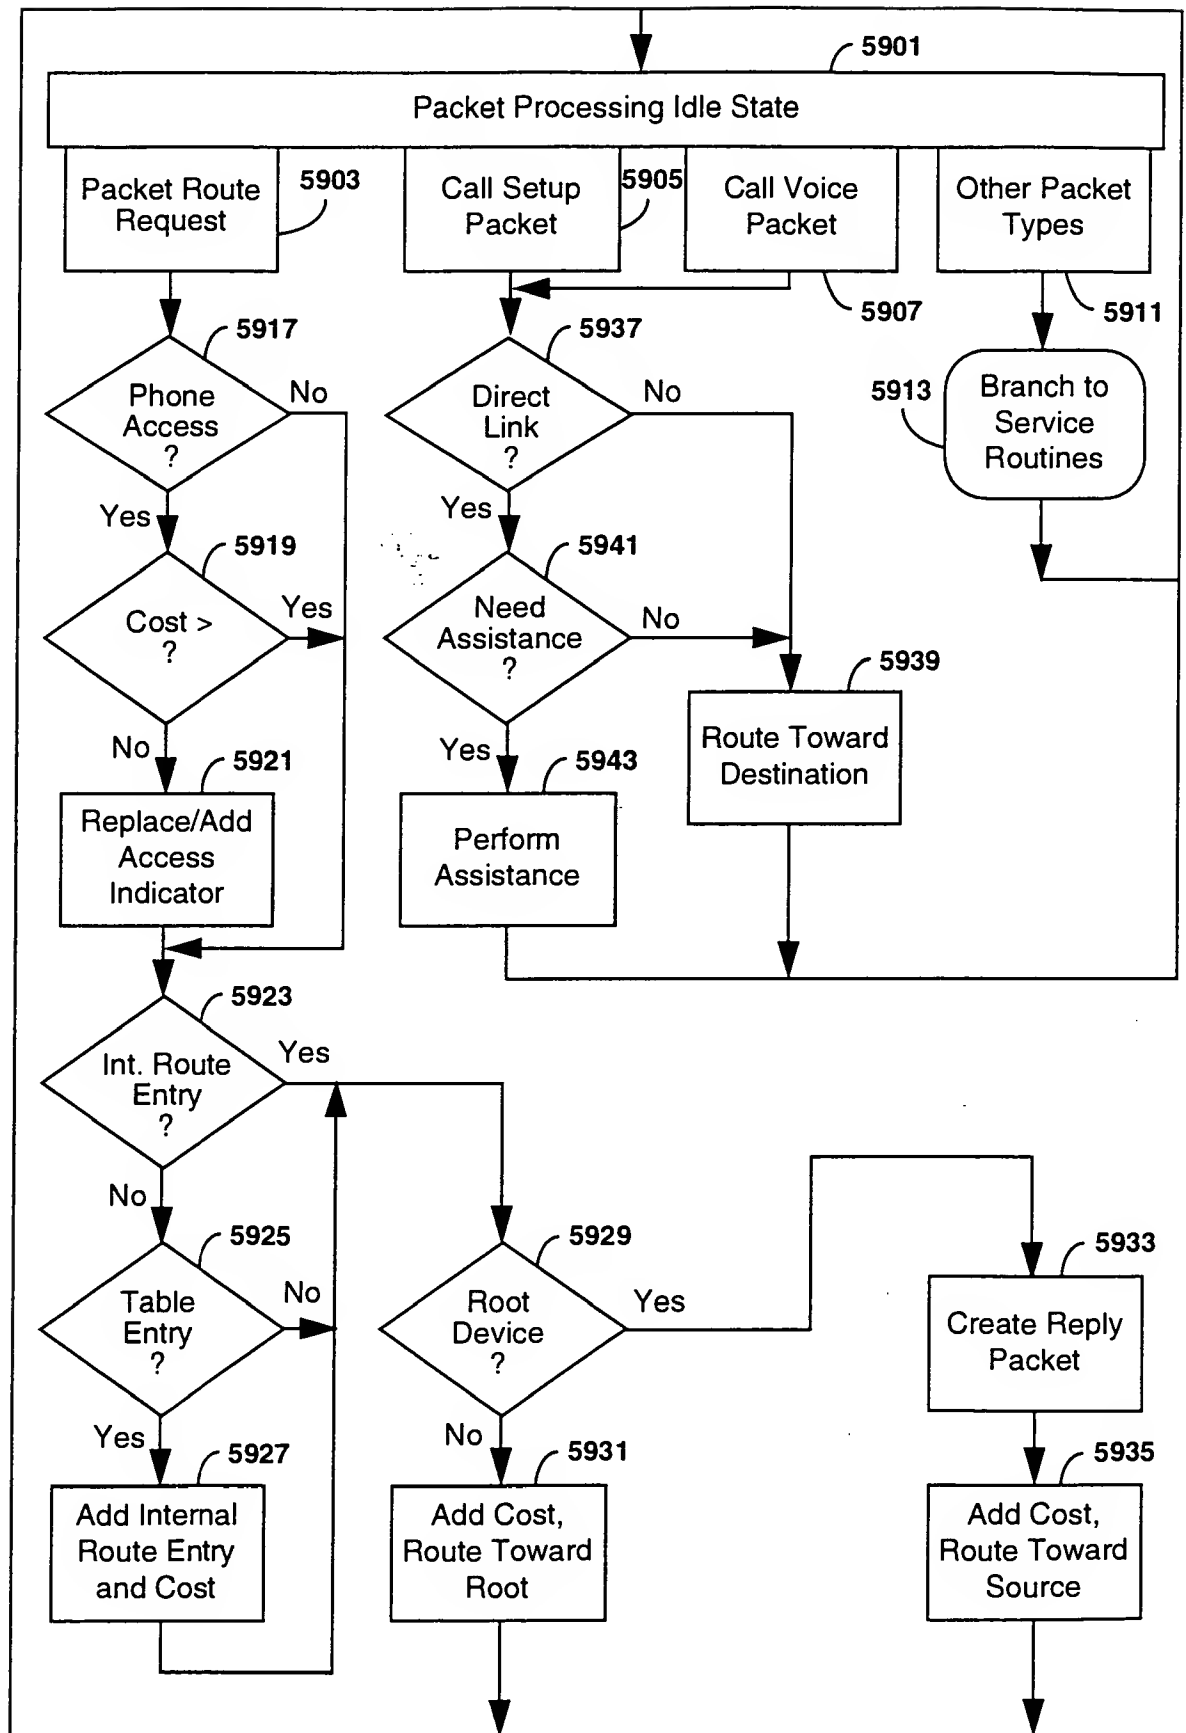 5901
Packet Processing Idle State
Packet Route
Request
5903
Call Setup
Packet
5905
Call Voice
Packet
5907
Other Packet
Types
5911
5917
Phone
Access
?
No
Yes
5919
Cost >
?
Yes
No
5921
Replace/Add
Access
Indicator
5937
Direct
Link
?
No
Yes
5941
Need
Assistance
?
No
Yes
5943
Perform
Assistance
5939
Route Toward
Destination
5913
Branch to
Service
Routines
5923
Int. Route
Entry
?
Yes
No
5925
Table
Entry
?
No
Yes
5927
Add Internal
Route Entry
and Cost
5929
Root
Device
?
Yes
No
5931
Add Cost,
Route Toward
Root
5933
Create Reply
Packet
5935
Add Cost,
Route Toward
Source